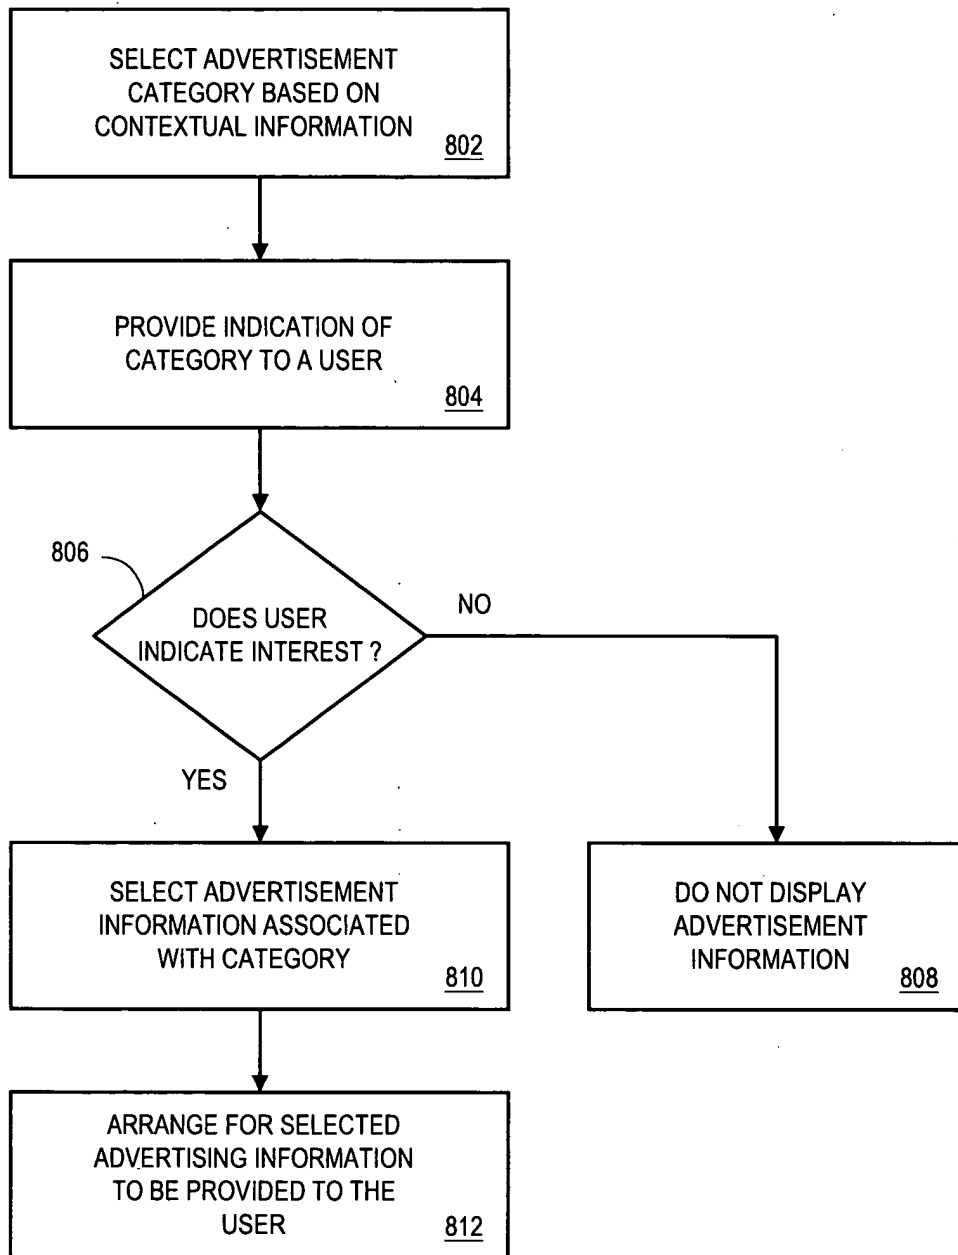 SELECT ADVERTISEMENT
CATEGORY BASED ON
CONTEXTUAL INFORMATION
802
PROVIDE INDICATION OF
CATEGORY TO A USER
804
806
DOES USER
INDICATE INTEREST ?
NO
YES
SELECT ADVERTISEMENT
INFORMATION ASSOCIATED
WITH CATEGORY
810
DO NOT DISPLAY
ADVERTISEMENT
INFORMATION
808
ARRANGE FOR SELECTED
ADVERTISING INFORMATION
TO BE PROVIDED TO THE
USER
812